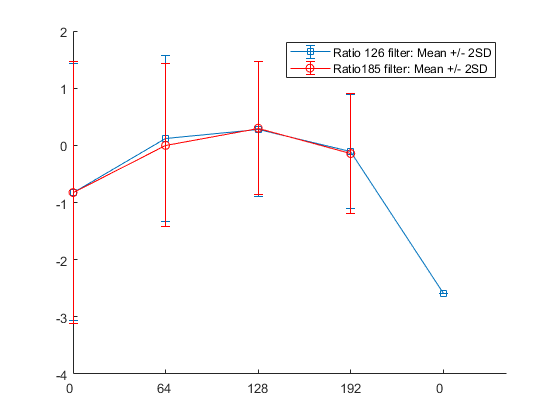 2
Ratio 126 filter: Mean +/- 2SD
Ratio185 filter: Mean +/- 2SD
1
0
-1
-2
-3
-4
0 64 128 192 0